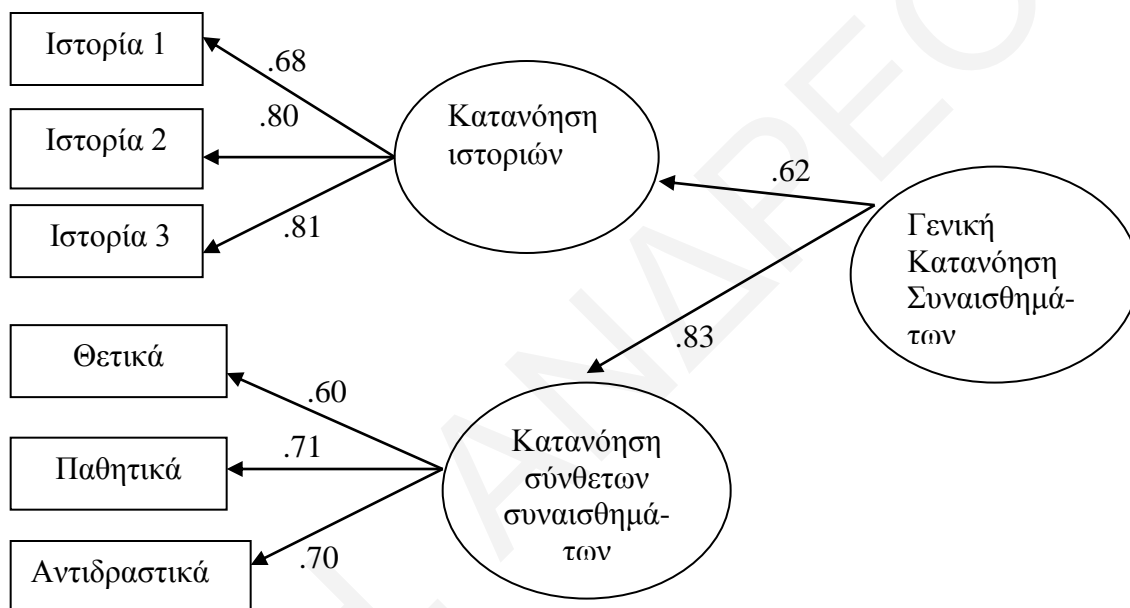 Ιστορία 1
.68
Ιστορία 2
.80
Ιστορία 3
.81
Κατανόηση
ιστοριών
.62
Γενική
Κατανόηση
Συναισθημά-
των
.83
Θετικά
.60
Παθητικά
.71
Αντιδραστικά
.70
Κατανόηση
σύνθετων
συναισθημά-
των
ΑΝΔΡΕΟ